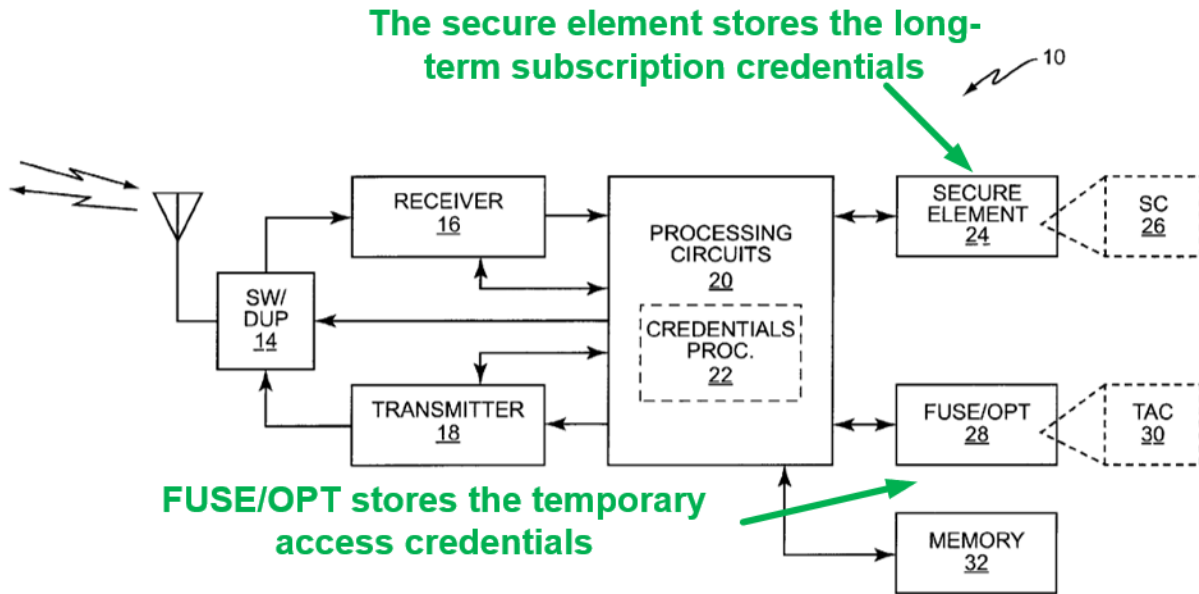 The secure element stores the long-
term subscription credentials
10
RECEIVER
16
PROCESSING
CIRCUITS
20
SECURE
ELEMENT
24
SC
26
SW/
DUP
14
CREDENTIALS
PROC.
22
TRANSMITTER
18
FUSE/OPT
28
TAC
30
FUSE/OPT stores the temporary
access credentials
MEMORY
32